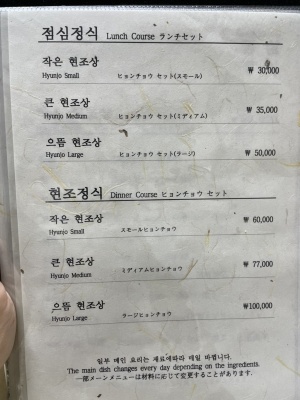 점심정식 Lunch Course ランチセット
작은 현조상
Hyunjo Small ヒョンチョウ セット(スモール) ₩ 30,000
큰 현조상
Hyunjo Medium ヒョンチョウ セット(ミディアム) ₩ 35,000
으뜸 현조상
Hyunjo Large ヒョンチョウ セット(ラージ) ₩ 50,000
현조정식 Dinner Course ヒョンチョウ セット
작은 현조상 ₩ 60,000
Hyunjo Small スモールヒョンチョウ
큰 현조상 ₩ 77,000
Hyunjo Medium ミディアムヒョンチョウ
으뜸 현조상 ₩100,000
Hyunjo Large ラージヒョンチョウ
일부 메인 요리는 재료에따라 매일 바뀝니다.
The main dish changes every day depending on the ingredients.
一部メーンメニューは材料に応じて変更することがあります.